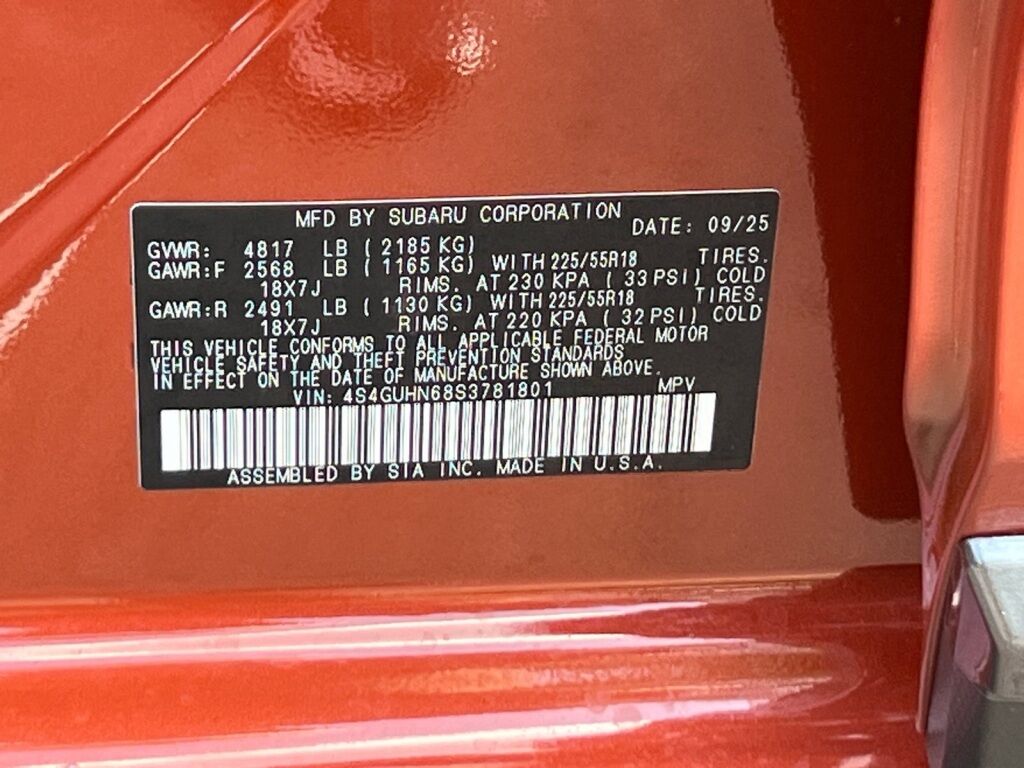 MFD BY SUBARU CORPORATION DATE: 09/25
GVWR: 4817 LB ( 2185 KG)
GAWR:F 2568 LB ( 1165 KG) WITH 225/55R18 TIRES.
18X7J RIMS. AT 230 KPA ( 33 PSI) COLD
GAWR:R 2491 LB ( 1130 KG) WITH 225/55R18 TIRES.
18X7J RIMS. AT 220 KPA ( 32 PSI) COLD
THIS VEHICLE CONFORMS TO ALL APPLICABLE FEDERAL MOTOR
VEHICLE SAFETY AND THEFT PREVENTION STANDARDS
IN EFFECT ON THE DATE OF MANUFACTURE SHOWN ABOVE.
VIN: 4S4GUHN68S3781801 MPV
ASSEMBLED BY SIA INC. MADE IN U.S.A.